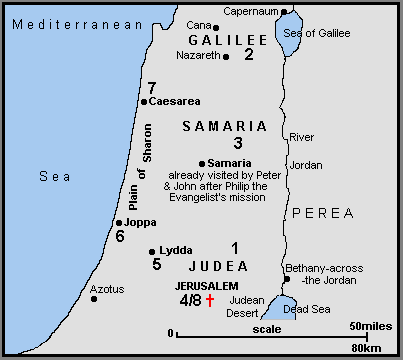 Mediterranean
Capernaum
Cana
GALILEE
Sea of Galilee
Nazareth
2
7
Caesarea
SAMARIA
3
Plain of Sharon
River
Samaria
Jordan
already visited by Peter
& John after Philip the
Evangelist's mission
Sea
PEREA
Joppa
6
1
Lydda
5
JUDEA
Bethany-across
-the Jordan
JERUSALEM
4/8
Azotus
Judean
Desert
Dead Sea
0
scale
50miles
80km